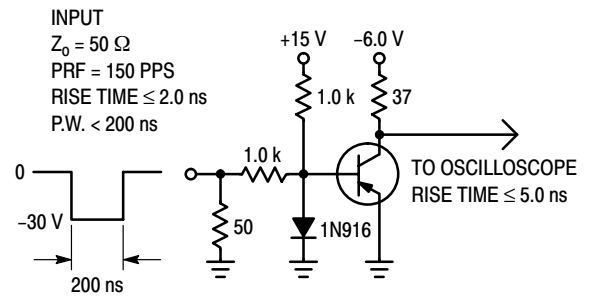 INPUT
Zo = 50 Ω
PRF = 150 PPS
RISE TIME ≤ 2.0 ns
P.W. < 200 ns
+15 V
−6.0 V
1.0 k
37
1.0 k
TO OSCILLOSCOPE
RISE TIME ≤ 5.0 ns
0
−30 V
50
1N916
200 ns